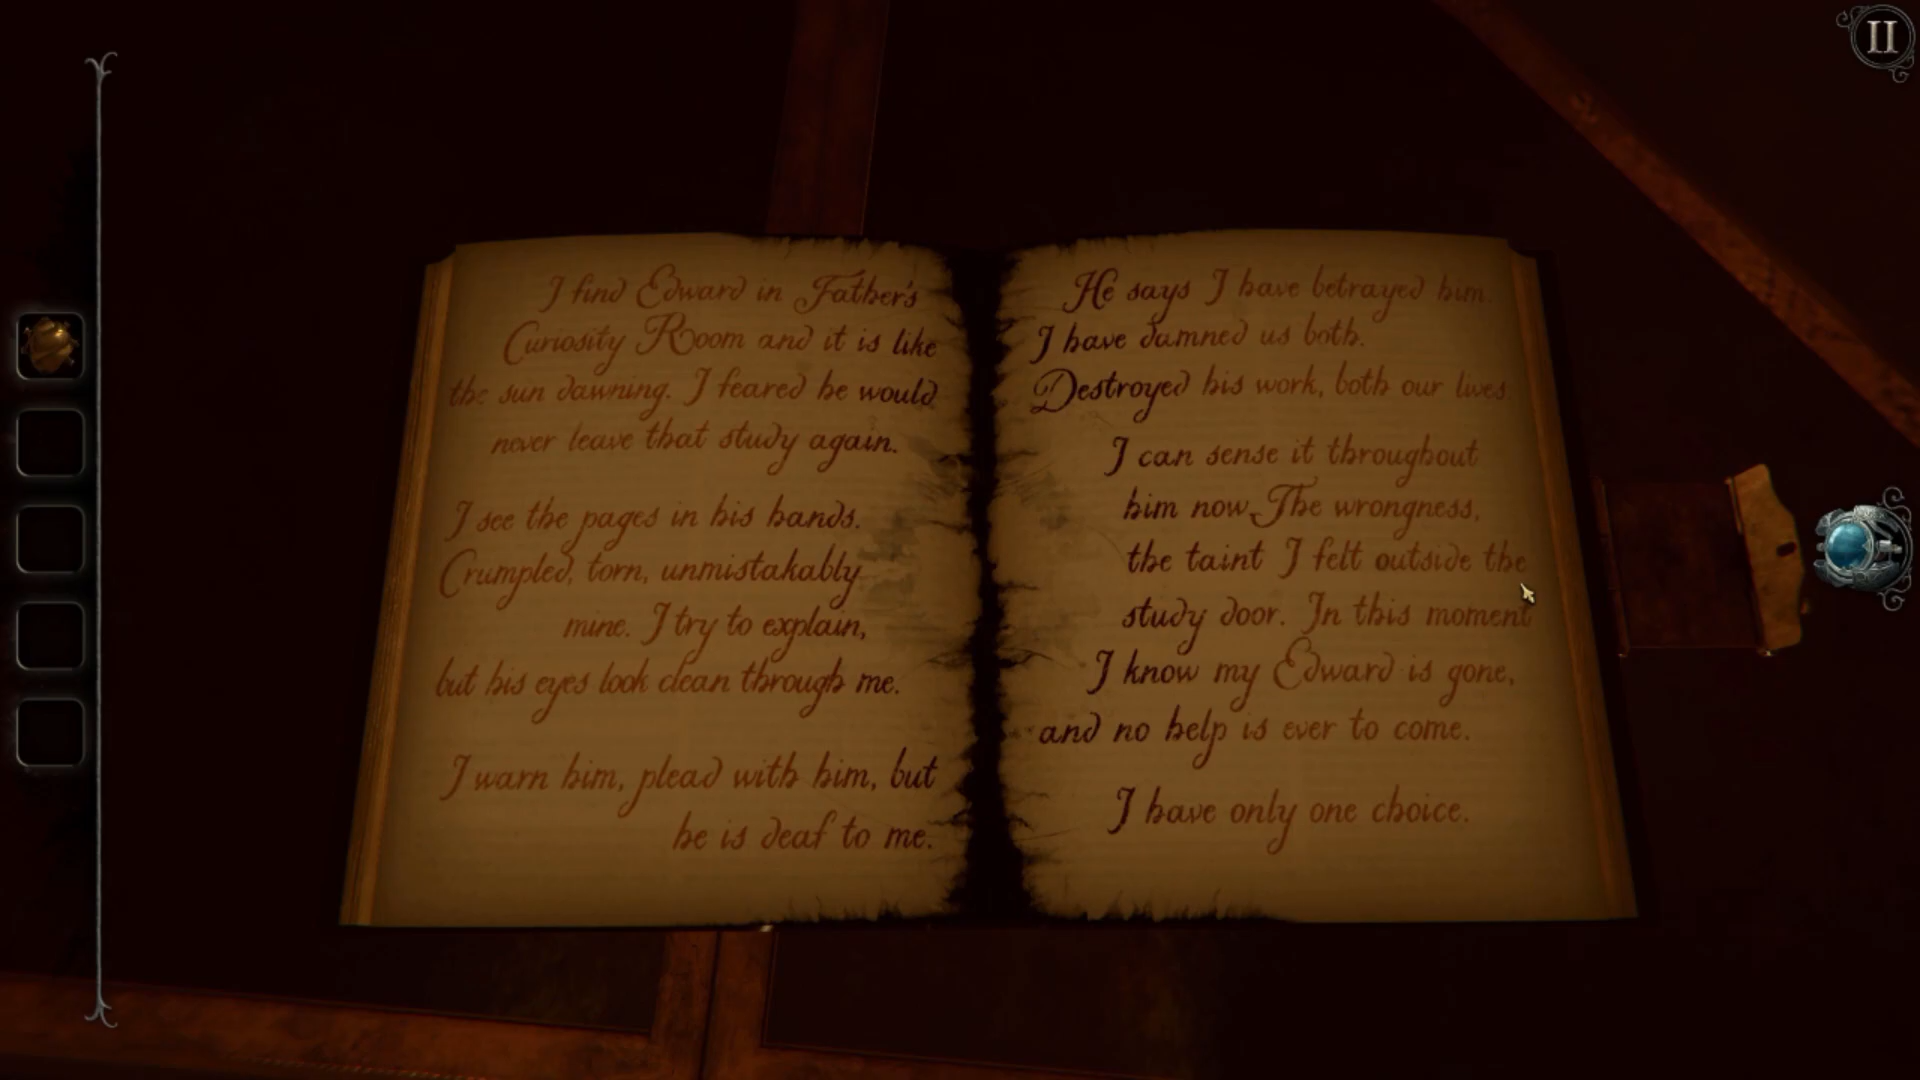 I find Edward in Father's
Curiosity Room and it is like
the sun dawning. I feared he would
never leave that study again.
I see the pages in his hands.
Crumpled, torn, unmistakably
mine. I try to explain,
but his eyes look clean through me.
I warn him, plead with him, but
he is deaf to me.
He says I have betrayed him.
I have damned us both.
Destroyed his work, both our lives
I can sense it throughout
him now. The wrongness,
the taint I felt outside the
study door. In this moment
I know my Edward is gone,
and no help is ever to come.
I have only one choice.
II